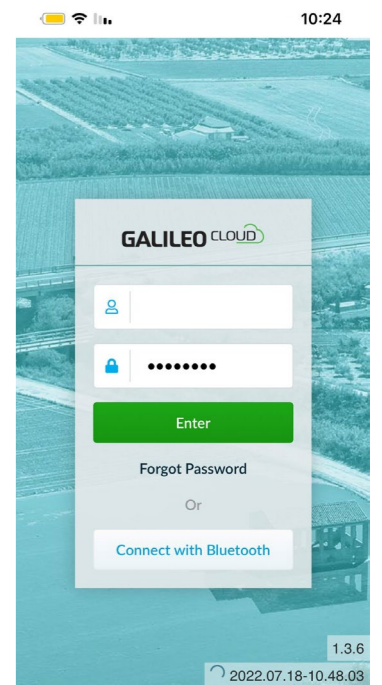 10:24
GALILEO CLOUD
••••••••
Enter
Forgot Password
Or
Connect with Bluetooth
1.3.6
2022.07.18-10.48.03